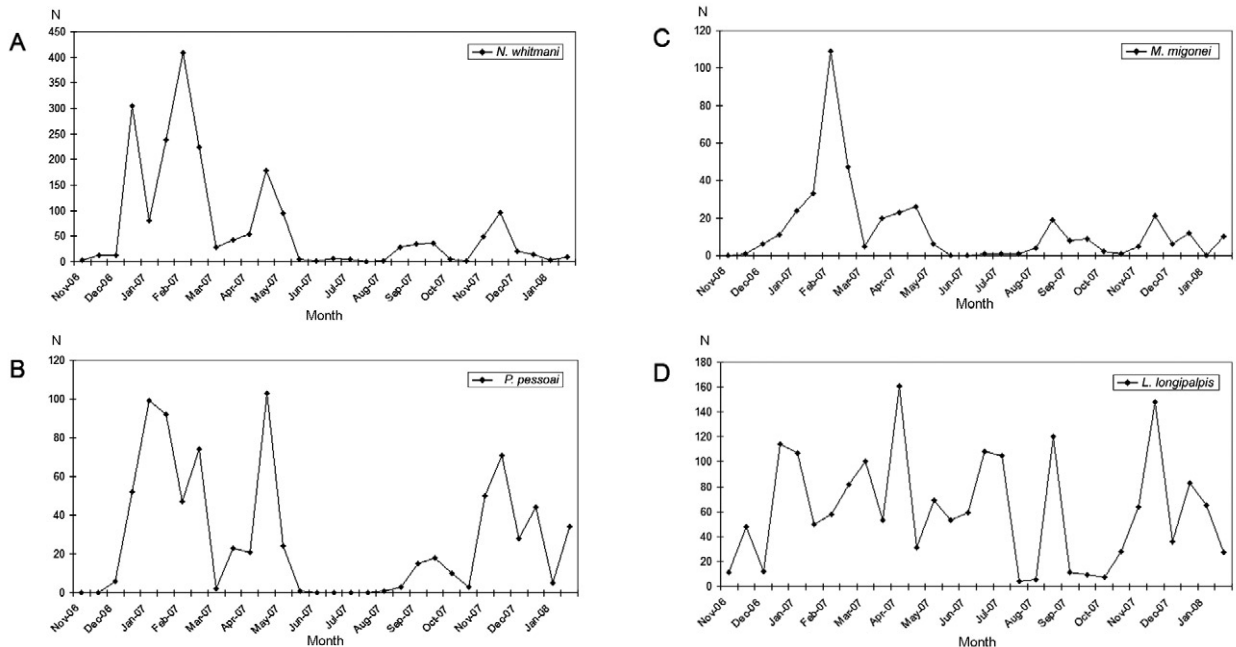 A
N
N. whitmani
450
400
350
300
250
200
150
100
50
0
Nov-06 Dec-06 Jan-07 Feb-07 Mar-07 Apr-07 May-07 Jun-07 Jul-07 Aug-07 Sep-07 Oct-07 Nov-07 Dec-07 Jan-08
Month
B
N
P. pessoai
120
100
80
60
40
20
0
Nov-06 Dec-06 Jan-07 Feb-07 Mar-07 Apr-07 May-07 Jun-07 Jul-07 Aug-07 Sep-07 Oct-07 Nov-07 Dec-07 Jan-08
Month
C
N
M. migonei
120
100
80
60
40
20
0
Nov-06 Dec-06 Jan-07 Feb-07 Mar-07 Apr-07 May-07 Jun-07 Jul-07 Aug-07 Sep-07 Oct-07 Nov-07 Dec-07 Jan-08
Month
D
N
L. longipalpis
180
160
140
120
100
80
60
40
20
0
Nov-06 Dec-06 Jan-07 Feb-07 Mar-07 Apr-07 May-07 Jun-07 Jul-07 Aug-07 Sep-07 Oct-07 Nov-07 Dec-07 Jan-08
Month